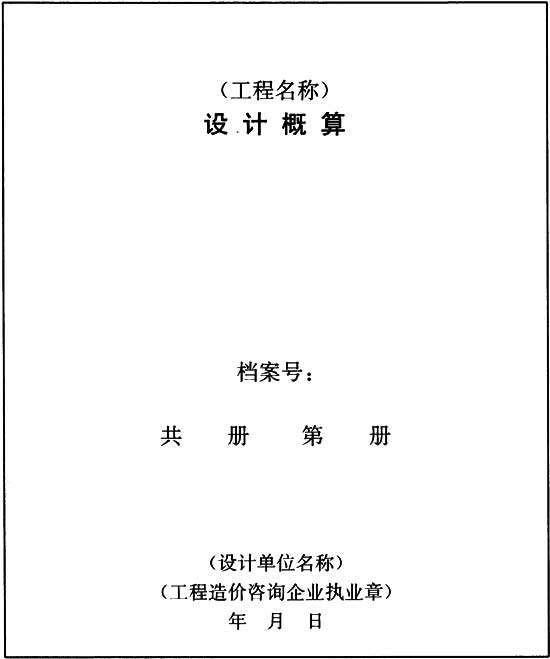 （工程名称）
设计概算
档案号：
共 册 第 册
（设计单位名称）
（工程造价咨询企业执业章）
年 月 日